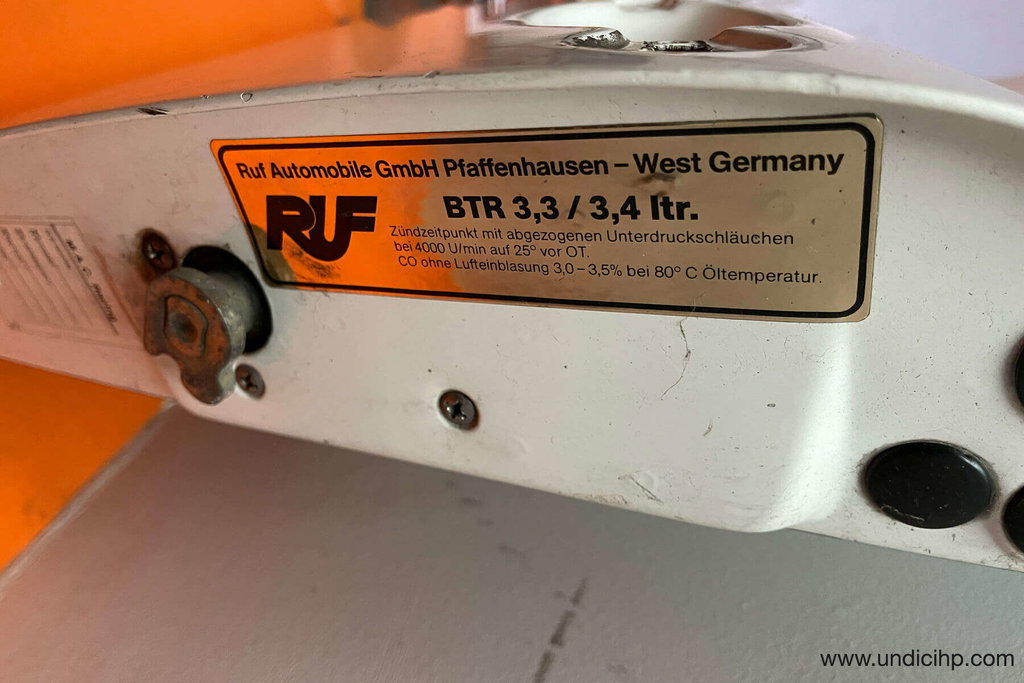 Ruf Automobile GmbH Pfaffenhausen – West Germany
RUF
BTR 3,3 / 3,4 ltr.
Zündzeitpunkt mit abgezogenen Unterdruckschläuchen
bei 4000 U/min auf 25° vor OT.
CO ohne Lufteinblasung 3,0 – 3,5% bei 80° C Öltemperatur.
www.undicihp.com